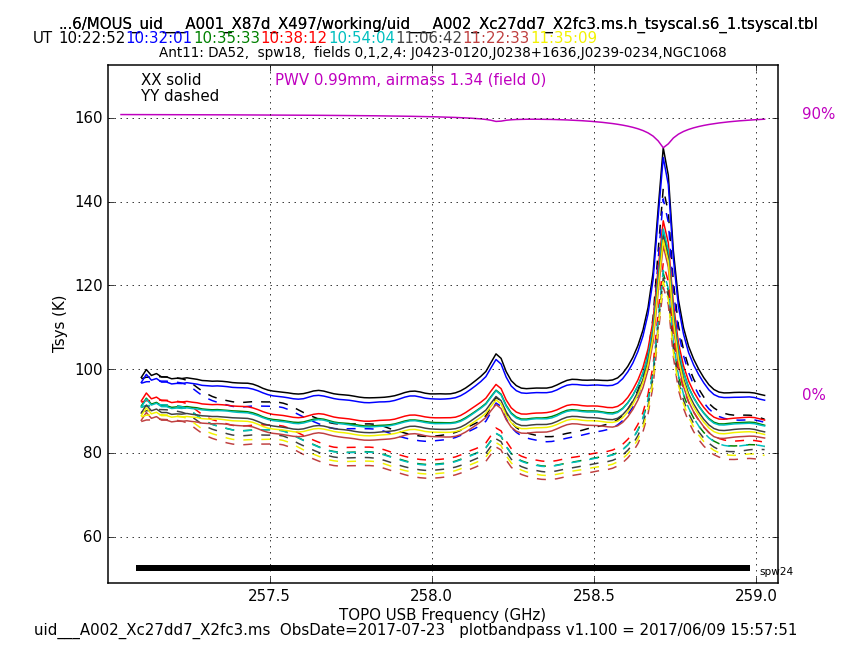 ...6/MOUS_uid___A001_X87d_X497/working/uid___A002_Xc27dd7_X2fc3.ms.h_tsyscal.s6_1.tsyscal.tbl
UT 10:22:52 10:32:01 10:35:33 10:38:12 10:54:04 11:06:42 11:22:33 11:35:09
Ant11: DA52, spw18, fields 0,1,2,4: J0423-0120,J0238+1636,J0239-0234,NGC1068
XX solid
YY dashed
PWV 0.99mm, airmass 1.34 (field 0)
90%
0%
160
140
120
100
80
60
Tsys (K)
spw24
257.5 258.0 258.5 259.0
TOPO USB Frequency (GHz)
uid___A002_Xc27dd7_X2fc3.ms ObsDate=2017-07-23 plotbandpass v1.100 = 2017/06/09 15:57:51